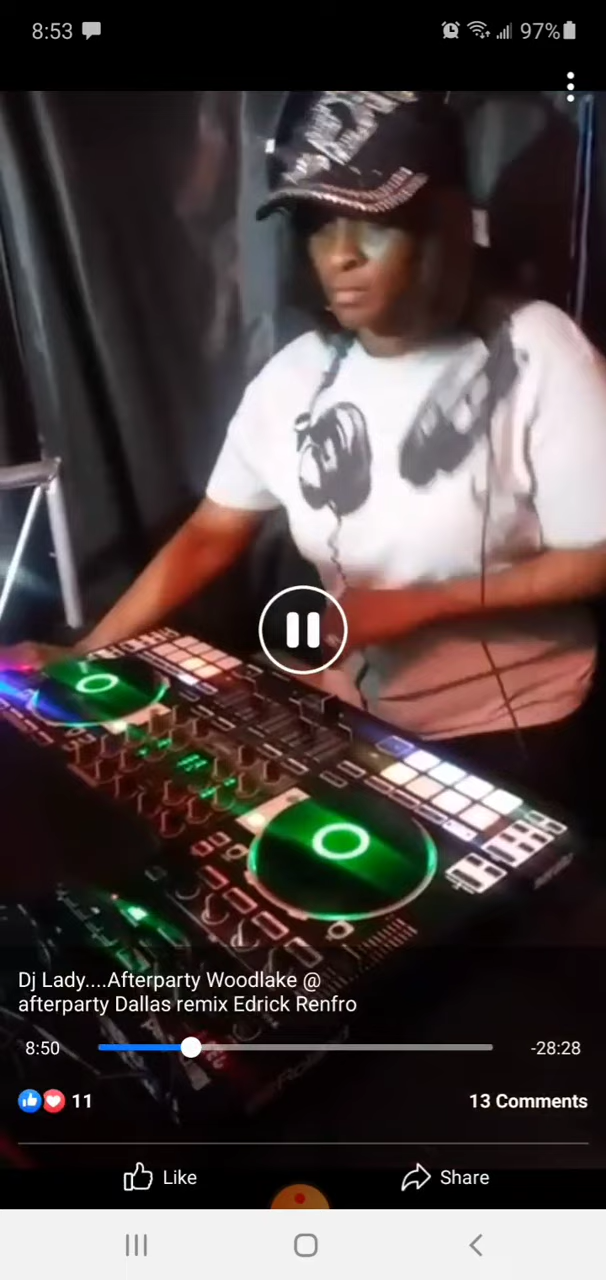 8:53
97%
Dj Lady....Afterparty Woodlake @
afterparty Dallas remix Edrick Renfro
8:50
-28:28
11
13 Comments
Like
Share